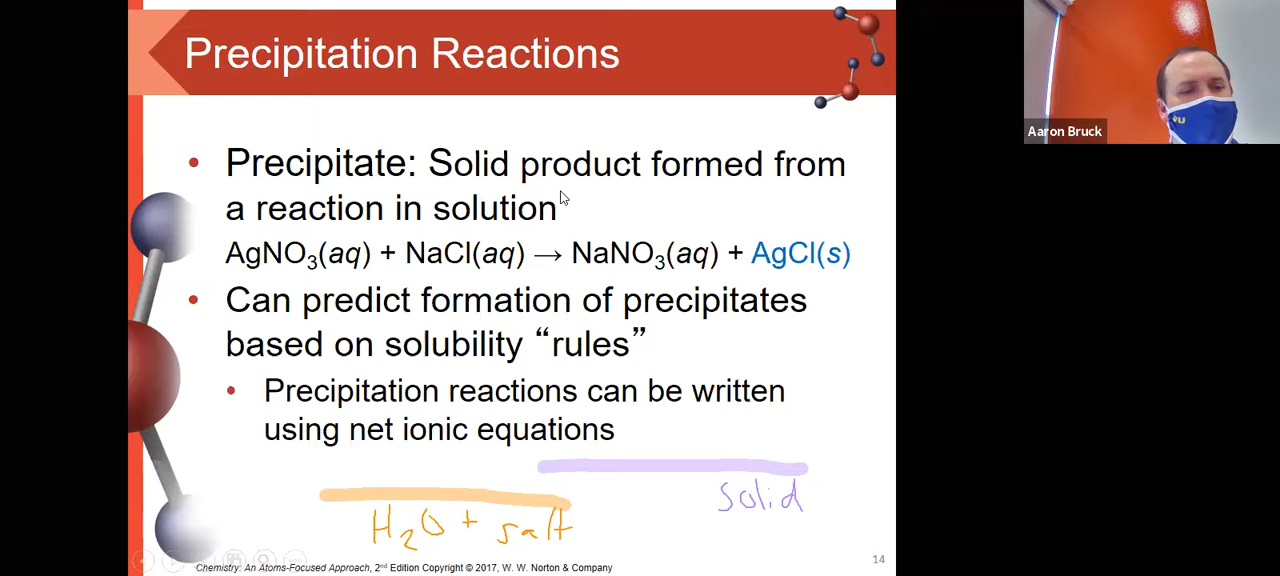 Precipitation Reactions
Aaron Bruck
• Precipitate: Solid product formed from
a reaction in solution
AgNO₃(aq) + NaCl(aq) → NaNO₃(aq) + AgCl(s)
• Can predict formation of precipitates
based on solubility “rules”
• Precipitation reactions can be written
using net ionic equations
solid
H₂O + salt
Chemistry: An Atoms-Focused Approach, 2nd Edition Copyright © 2017, W. W. Norton & Company
14